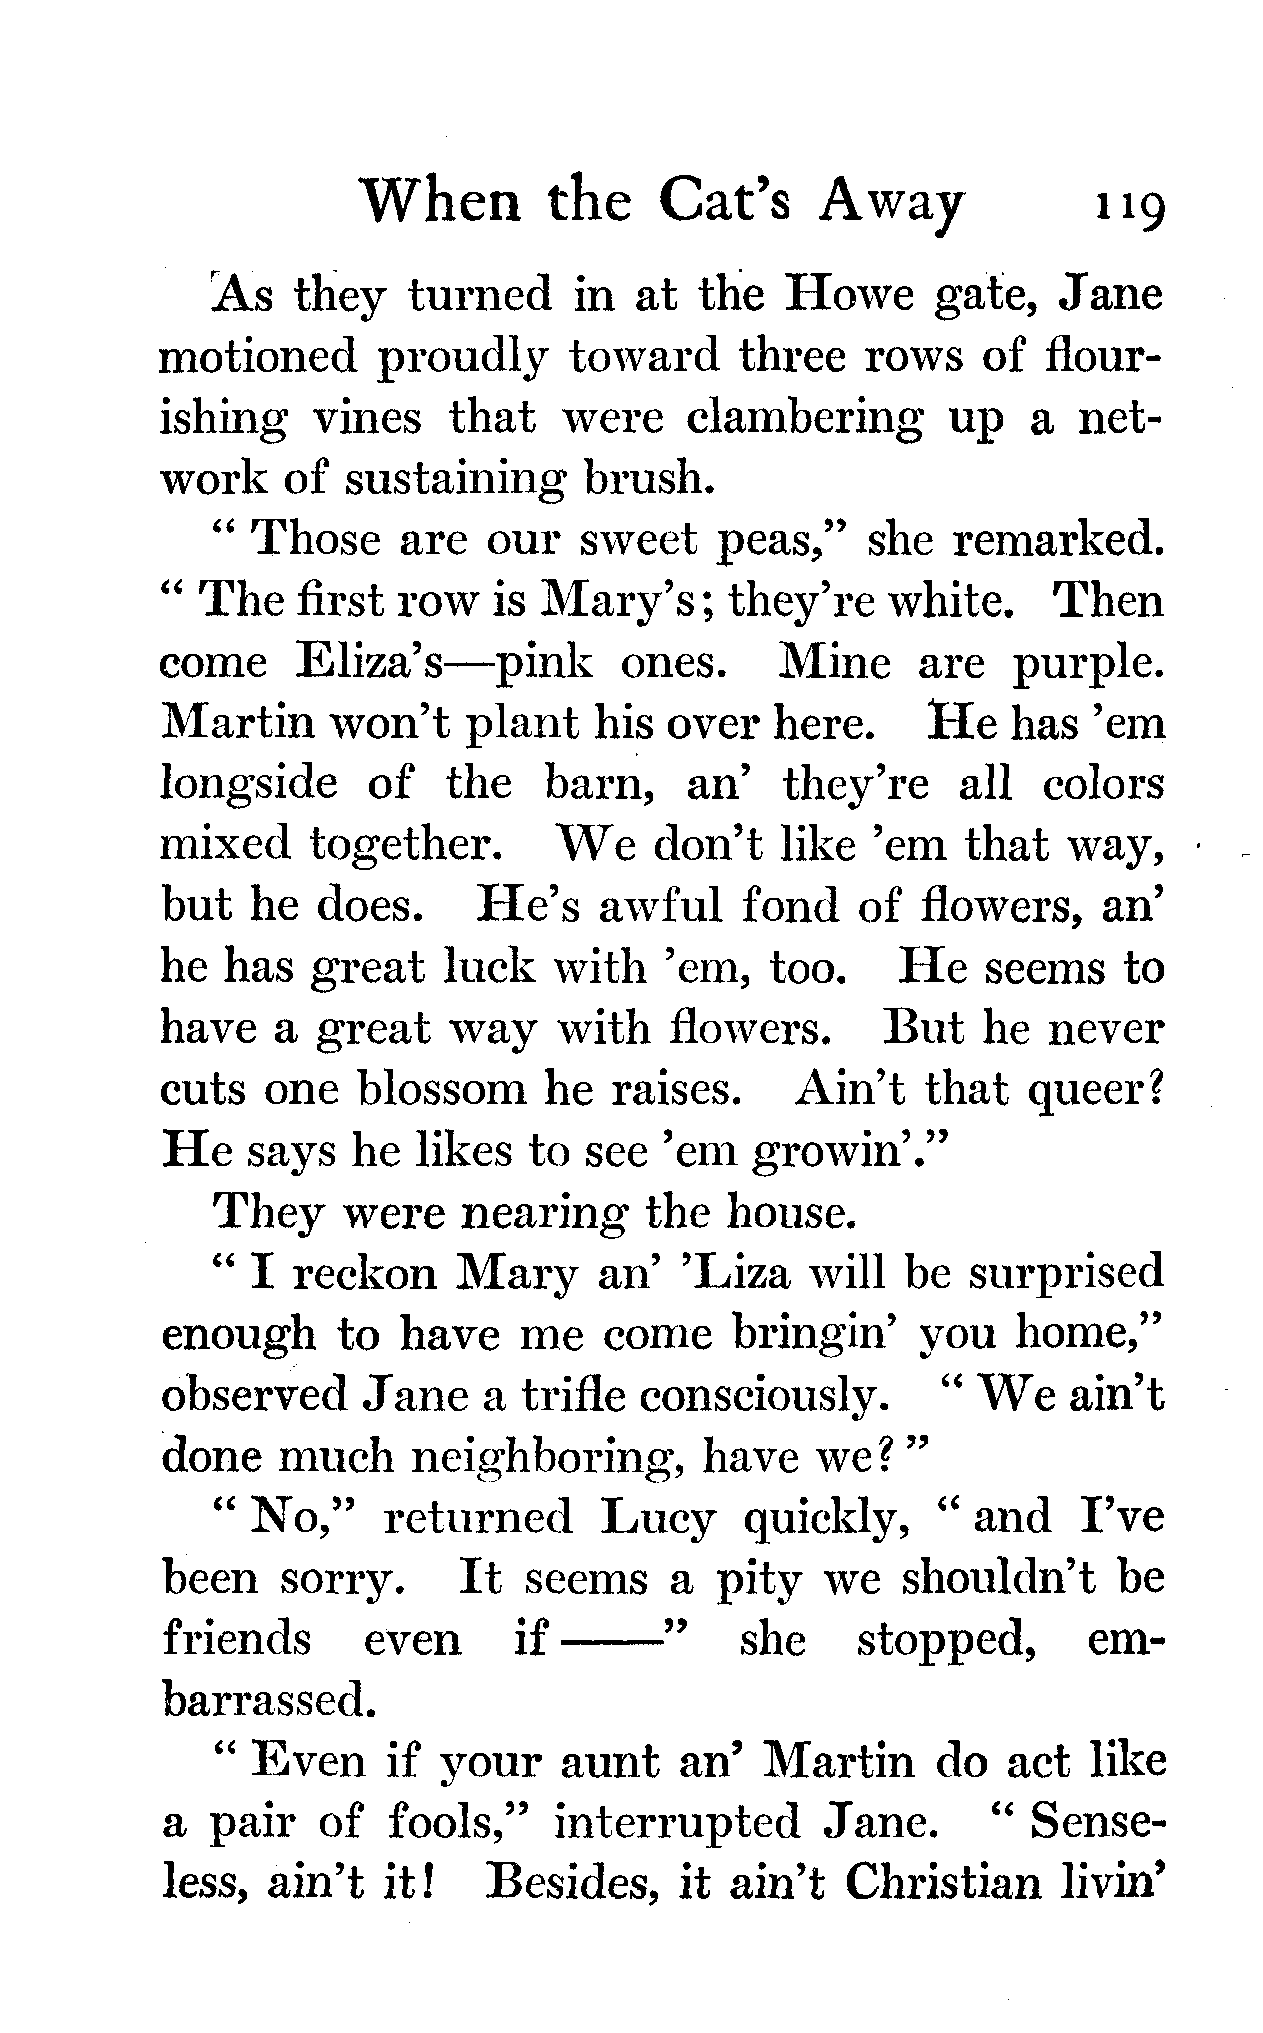 When the Cat's Away 119
As they turned in at the Howe gate, Jane
motioned proudly toward three rows of flour-
ishing vines that were clambering up a net-
work of sustaining brush.
" Those are our sweet peas," she remarked.
" The first row is Mary's; they're white. Then
come Eliza's—pink ones. Mine are purple.
Martin won't plant his over here. He has 'em
longside of the barn, an' they're all colors
mixed together. We don't like 'em that way,
but he does. He's awful fond of flowers, an'
he has great luck with 'em, too. He seems to
have a great way with flowers. But he never
cuts one blossom he raises. Ain't that queer?
He says he likes to see 'em growin'."
They were nearing the house.
" I reckon Mary an' 'Liza will be surprised
enough to have me come bringin' you home,"
observed Jane a trifle consciously. " We ain't
done much neighboring, have we? "
" No," returned Lucy quickly, " and I've
been sorry. It seems a pity we shouldn't be
friends even if ——" she stopped, em-
barrassed.
" Even if your aunt an' Martin do act like
a pair of fools," interrupted Jane. " Sense-
less, ain't it! Besides, it ain't Christian livin'